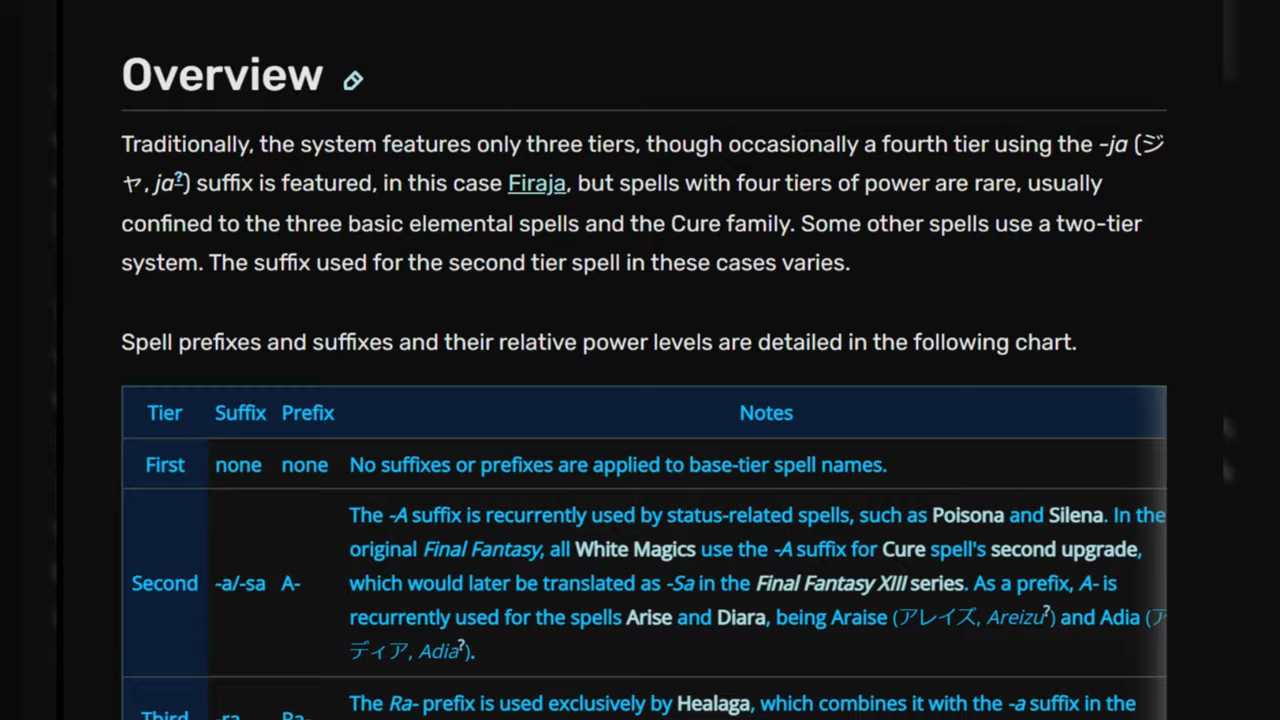 Overview
Traditionally, the system features only three tiers, though occasionally a fourth tier using the -ja (ジ
ャ, ja?) suffix is featured, in this case Firaja, but spells with four tiers of power are rare, usually
confined to the three basic elemental spells and the Cure family. Some other spells use a two-tier
system. The suffix used for the second tier spell in these cases varies.
Spell prefixes and suffixes and their relative power levels are detailed in the following chart.
Tier Suffix Prefix Notes
First none none No suffixes or prefixes are applied to base-tier spell names.
The -A suffix is recurrently used by status-related spells, such as Poisona and Silena. In the
original Final Fantasy, all White Magics use the -A suffix for Cure spell's second upgrade,
Second -a/-sa A- which would later be translated as -Sa in the Final Fantasy XIII series. As a prefix, A- is
recurrently used for the spells Arise and Diara, being Araise (アレイズ, Areizu?) and Adia (ア
ディア, Adia?).
The Ra- prefix is used exclusively by Healaga, which combines it with the -a suffix in the
Third -ra Ra-